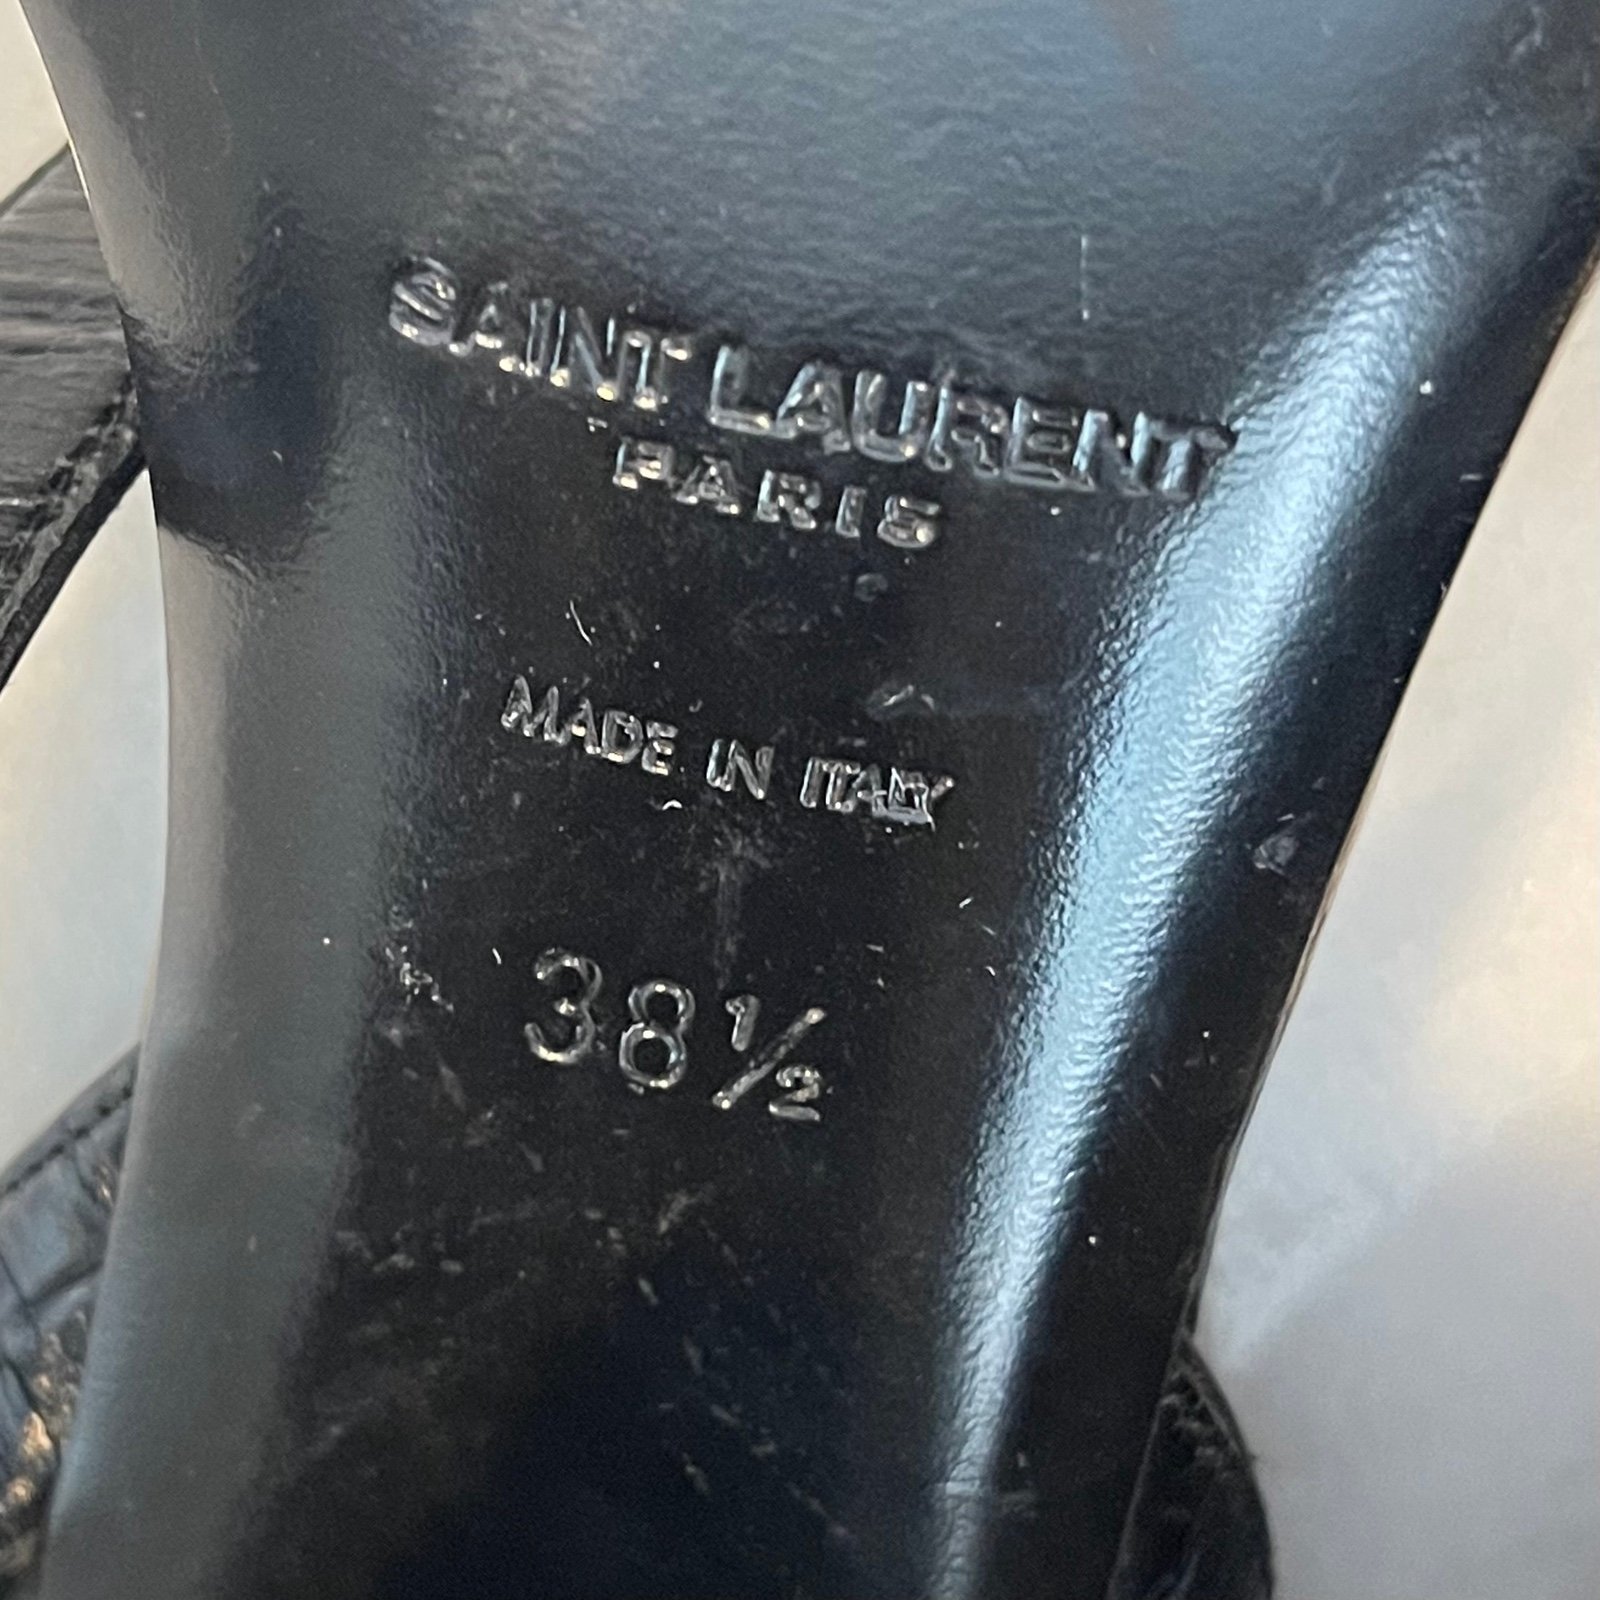 SAINT LAURENT
PARIS
MADE IN ITALY
38½